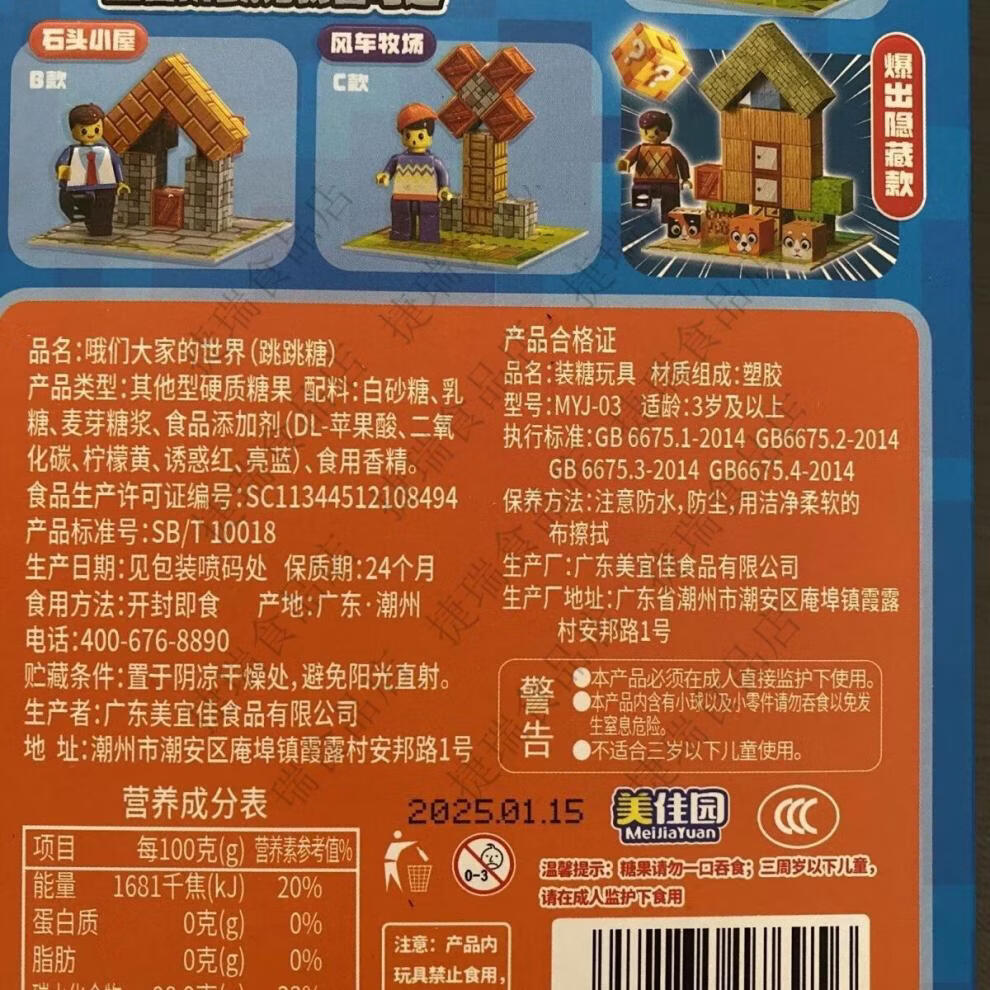 石头小屋
B款
风车牧场
C款
爆出隐藏款
品名:哦们大家的世界(跳跳糖)
产品类型:其他型硬质糖果 配料:白砂糖、乳
糖、麦芽糖浆、食品添加剂(DL-苹果酸、二氧
化碳、柠檬黄、诱惑红、亮蓝)、食用香精。
食品生产许可证编号:SC11344512108494
产品标准号:SB/T 10018
生产日期:见包装喷码处 保质期:24个月
食用方法:开封即食 产地:广东·潮州
电话:400-676-8890
贮藏条件:置于阴凉干燥处,避免阳光直射。
生产者:广东美宜佳食品有限公司
地 址:潮州市潮安区庵埠镇霞露村安邦路1号
产品合格证
品名:装糖玩具 材质组成:塑胶
型号:MYJ-03 适龄:3岁及以上
执行标准:GB 6675.1-2014 GB6675.2-2014
GB 6675.3-2014 GB6675.4-2014
保养方法:注意防水,防尘,用洁净柔软的
布擦拭
生产厂:广东美宜佳食品有限公司
生产厂地址:广东省潮州市潮安区庵埠镇霞露
村安邦路1号
警告
●本产品必须在成人直接监护下使用。
●本产品内含有小球以及小零件请勿吞食以免发
生窒息危险。
●不适合三岁以下儿童使用。
营养成分表
项目 每100克(g) 营养素参考值%
能量 1681千焦(kJ) 20%
蛋白质 0克(g) 0%
脂肪 0克(g) 0%
2025.01.15
美佳园
MeiJiaYuan
CCC
0-3
温馨提示:糖果请勿一口吞食;三周岁以下儿童,
请在成人监护下食用
注意:产品内
玩具禁止食用,
捷瑞食品店